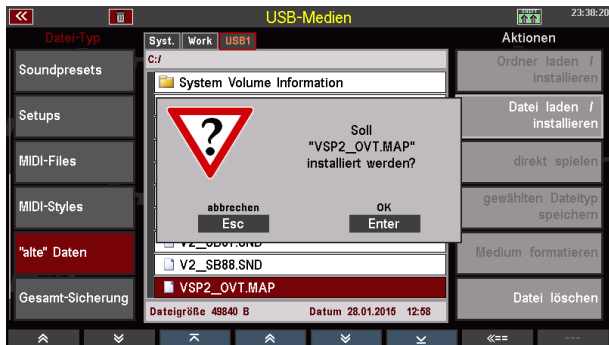 USB-Medien
SHIFT
23:38:20
Datei-Typ
Syst. Work USB1
Aktionen
C:/
Soundpresets
System Volume Information
Ordner laden /
installieren
Setups
Soll
"VSP2_OVT.MAP"
installiert werden?
Datei laden /
installieren
MIDI-Files
direkt spielen
MIDI-Styles
abbrechen
Esc
OK
Enter
gewählten Dateityp
speichern
"alte" Daten
Medium formatieren
V2_SB88.SND
VSP2_OVT.MAP
Gesamt-Sicherung
Datei löschen
Dateigröße 49840 B
Datum 28.01.2015 12:58
«==
---